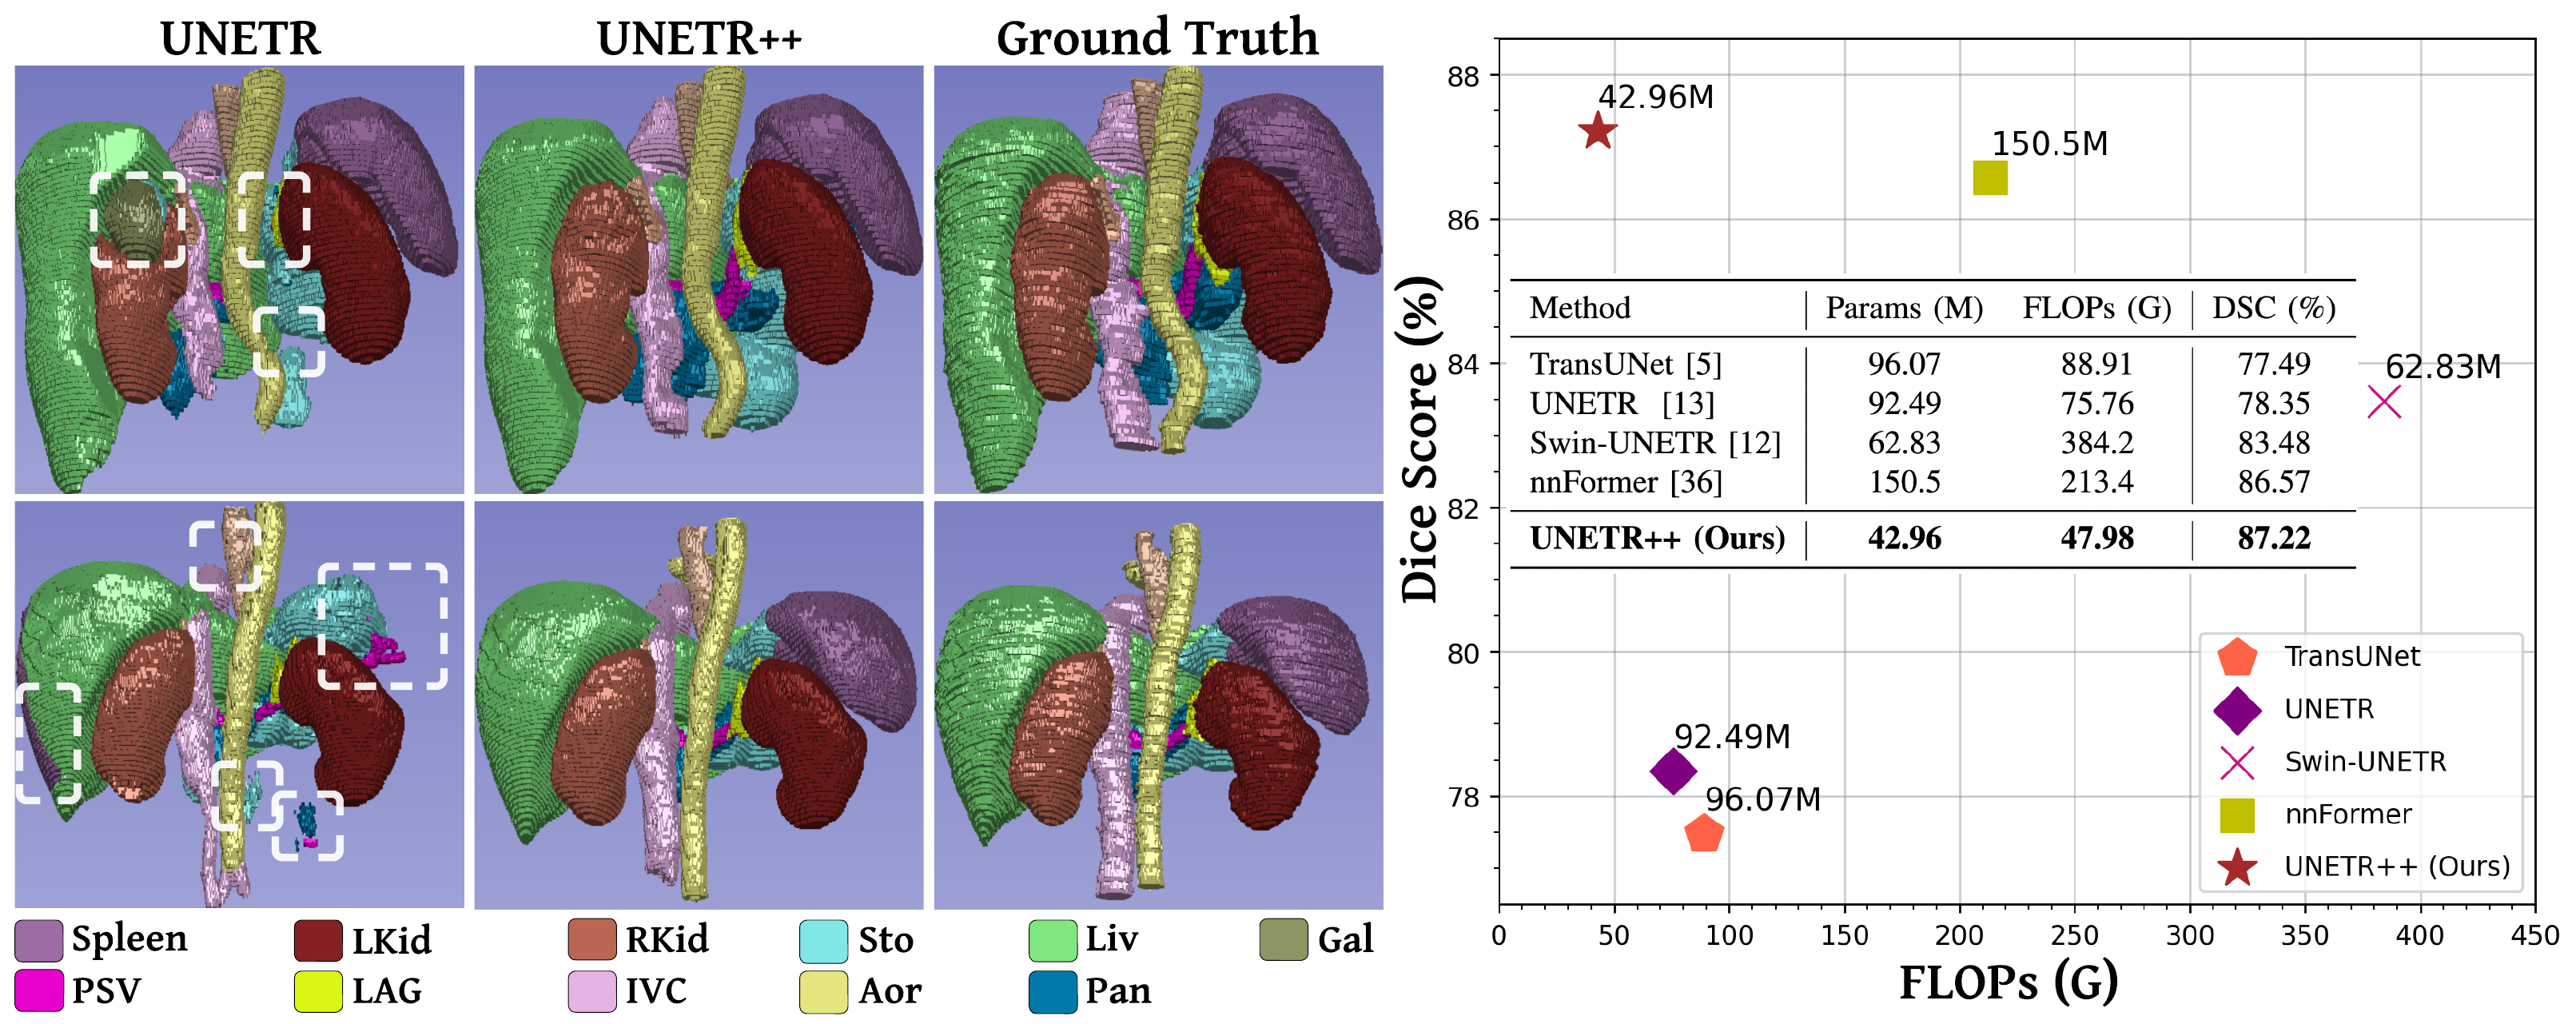 UNETR
UNETR++
Ground Truth
Spleen
LKid
RKid
Sto
Liv
Gal
PSV
LAG
IVC
Aor
Pan
Dice Score (%)
88
86
84
82
80
78
42.96M
150.5M
62.83M
92.49M
96.07M
Method Params (M) FLOPs (G) DSC (%)
TransUNet [5] 96.07 88.91 77.49
UNETR [13] 92.49 75.76 78.35
Swin-UNETR [12] 62.83 384.2 83.48
nnFormer [36] 150.5 213.4 86.57
UNETR++ (Ours) 42.96 47.98 87.22
TransUNet
UNETR
Swin-UNETR
nnFormer
UNETR++ (Ours)
0 50 100 150 200 250 300 350 400 450
FLOPs (G)